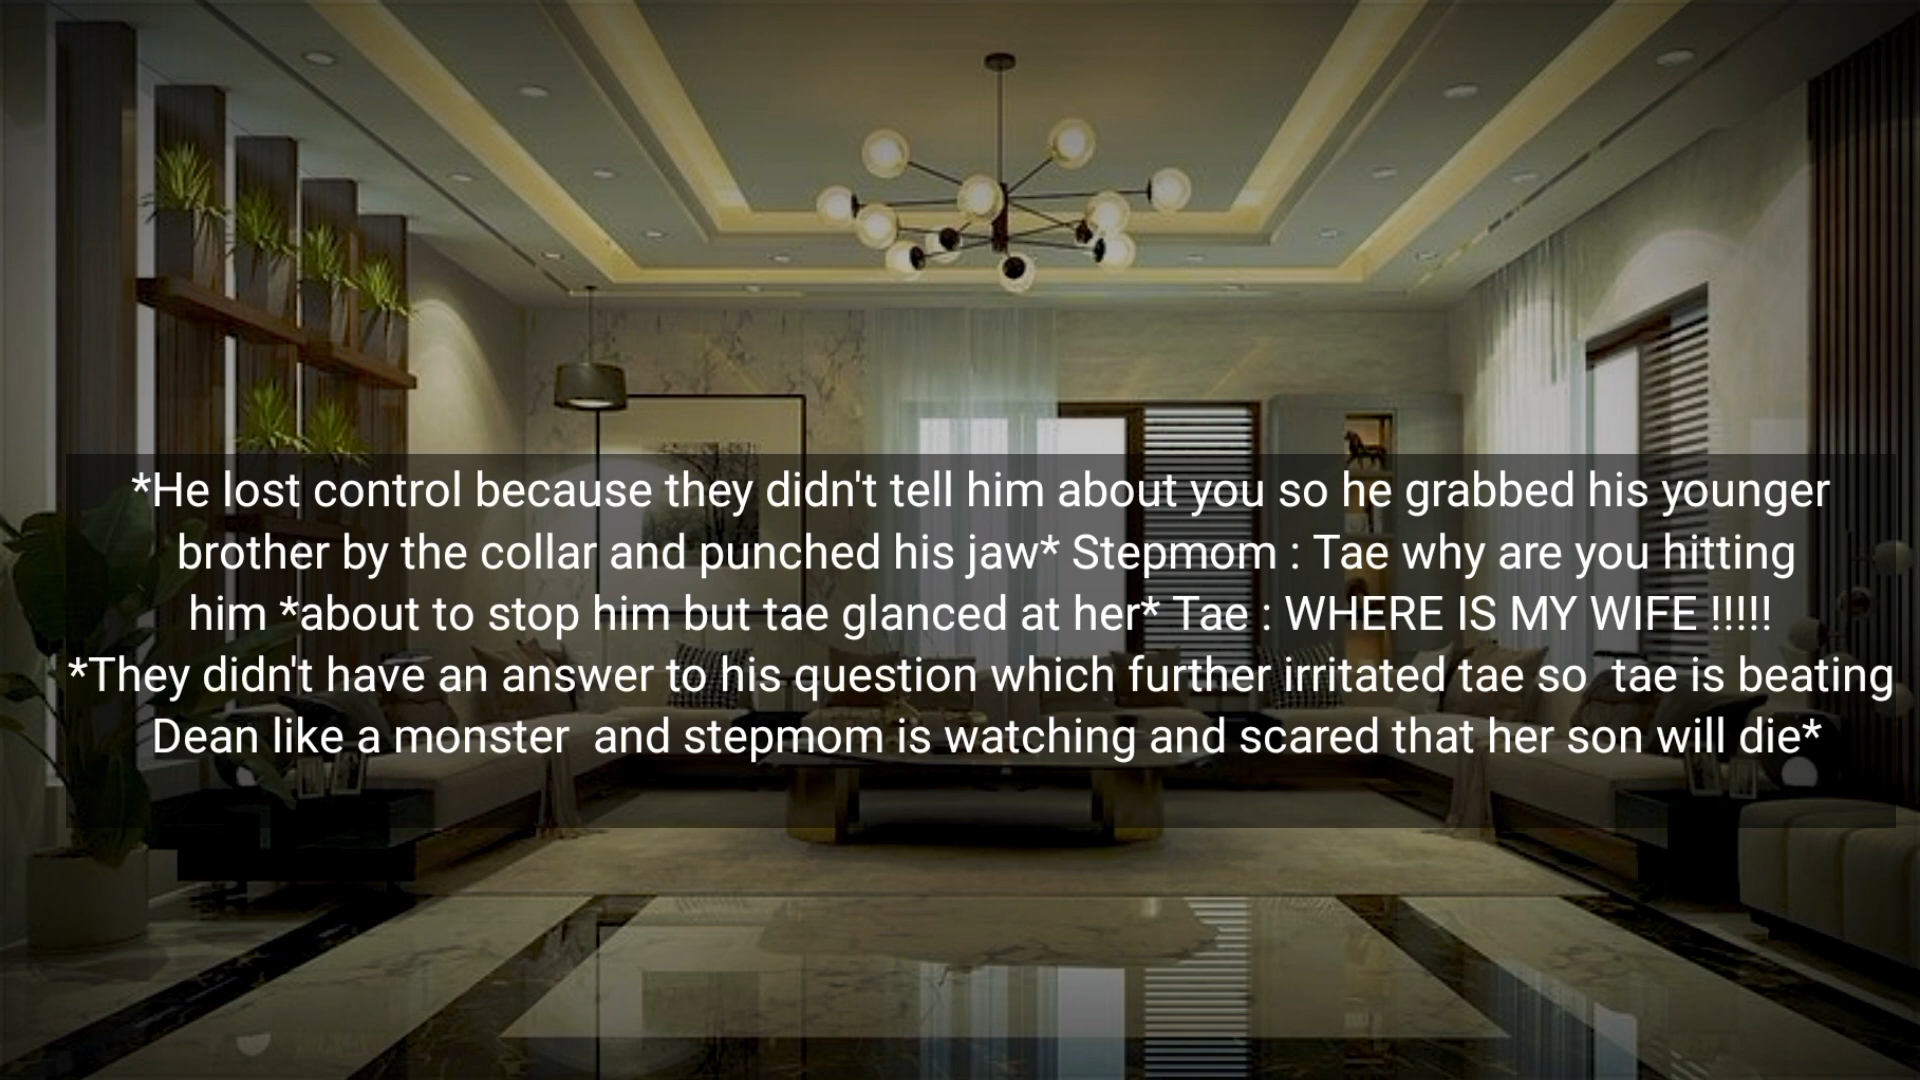 *He lost control because they didn't tell him about you so he grabbed his younger
brother by the collar and punched his jaw* Stepmom : Tae why are you hitting
him *about to stop him but tae glanced at her* Tae : WHERE IS MY WIFE !!!!!
*They didn't have an answer to his question which further irritated tae so  tae is beating
Dean like a monster  and stepmom is watching and scared that her son will die*